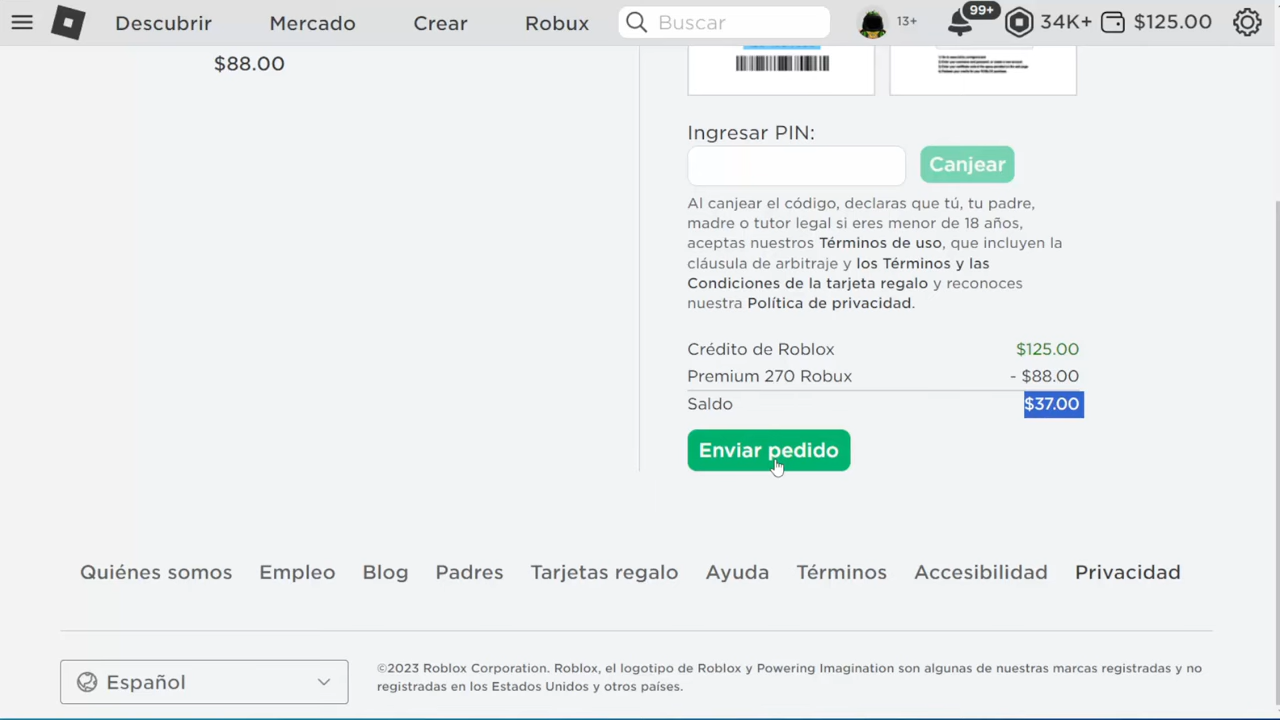 Descubrir Mercado Crear Robux Buscar 13+ 99+ 34K+ $125.00
$88.00
Ingresar PIN:
Canjear
Al canjear el código, declaras que tú, tu padre,
madre o tutor legal si eres menor de 18 años,
aceptas nuestros Términos de uso, que incluyen la
cláusula de arbitraje y los Términos y las
Condiciones de la tarjeta regalo y reconoces
nuestra Política de privacidad.
Crédito de Roblox $125.00
Premium 270 Robux - $88.00
Saldo $37.00
Enviar pedido
Quiénes somos Empleo Blog Padres Tarjetas regalo Ayuda Términos Accesibilidad Privacidad
Español
©2023 Roblox Corporation. Roblox, el logotipo de Roblox y Powering Imagination son algunas de nuestras marcas registradas y no
registradas en los Estados Unidos y otros países.